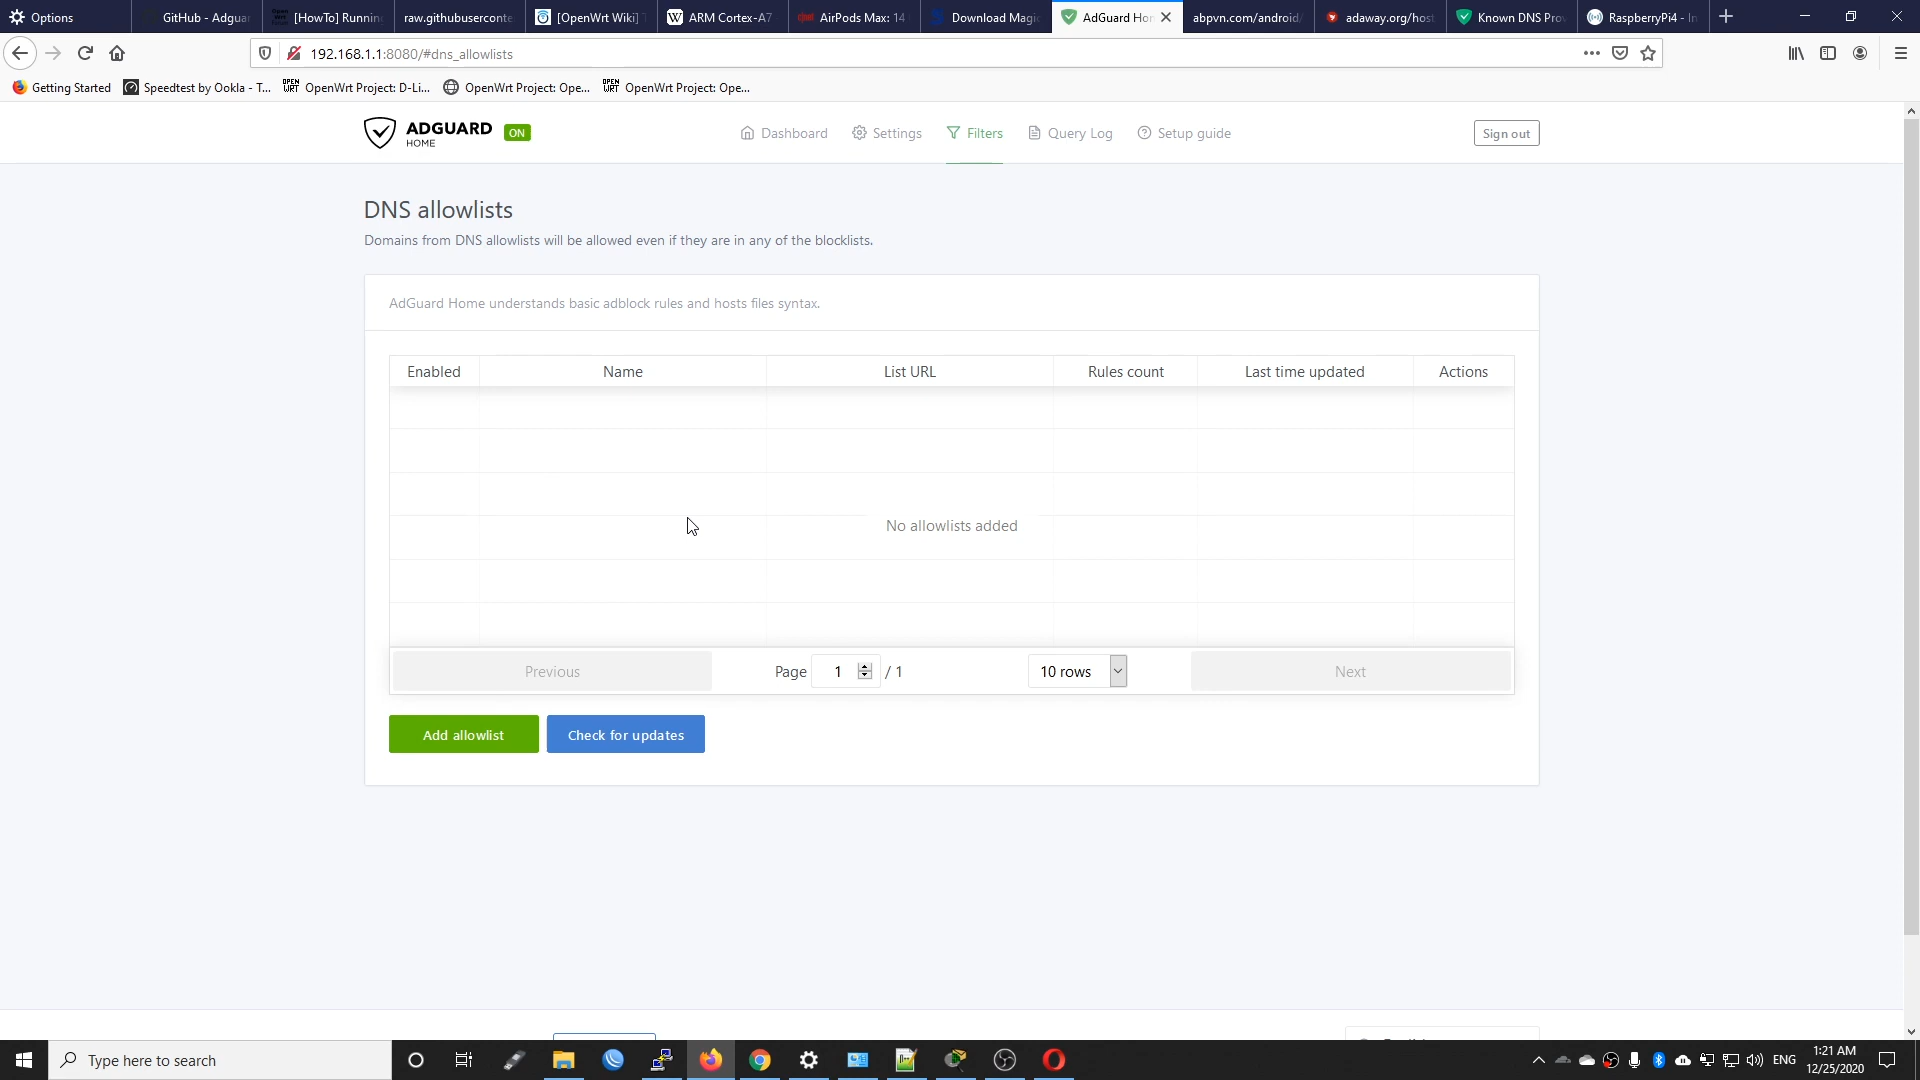 Options
GitHub - Adguar
[HowTo] Runnin
raw.githubuserconte
[OpenWrt Wiki] T
ARM Cortex-A7
AirPods Max: 14
Download Magi
AdGuard Hon
abpvn.com/android/
adaway.org/host
Known DNS Pro
RaspberryPi4 - In
192.168.1.1:8080/#dns_allowlists
Getting Started
Speedtest by Ookla - T...
OpenWrt Project: D-Li...
OpenWrt Project: Ope...
OpenWrt Project: Ope...
ADGUARD
HOME
ON
Dashboard
Settings
Filters
Query Log
Setup guide
Sign out
DNS allowlists
Domains from DNS allowlists will be allowed even if they are in any of the blocklists.
AdGuard Home understands basic adblock rules and hosts files syntax.
Enabled
Name
List URL
Rules count
Last time updated
Actions
No allowlists added
Previous
Page 1 / 1
10 rows
Next
Add allowlist
Check for updates
Type here to search
ENG
1:21 AM
12/25/2020